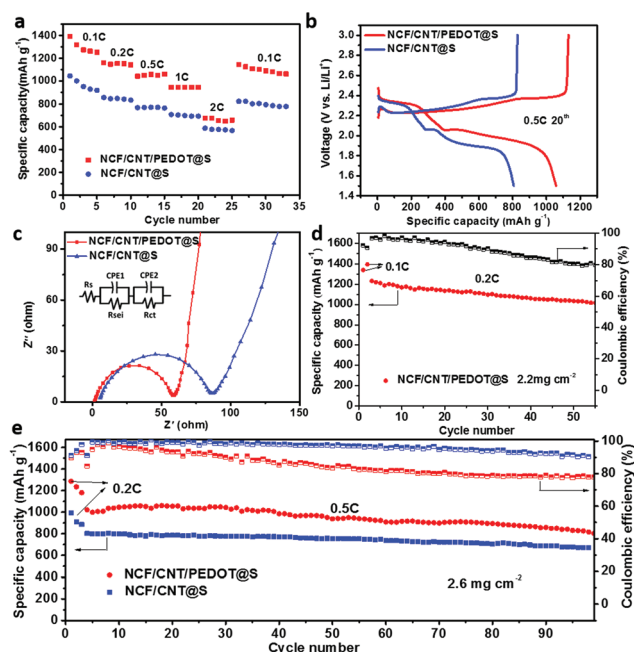 a
Specific capacity(mAh g⁻¹)
1400
1200
1000
800
600
400
200
0
0.1C
0.2C
0.5C
1C
2C
0.1C
NCF/CNT/PEDOT@S
NCF/CNT@S
0 5 10 15 20 25 30 35
Cycle number
b
Voltage (V vs. Li/Li⁺)
3.0
2.7
2.4
2.1
1.8
1.5
NCF/CNT/PEDOT@S
NCF/CNT@S
0.5C 20th
0 200 400 600 800 1000 1200
Specific capacity (mAh g⁻¹)
c
Z'' (ohm)
90
60
30
0
NCF/CNT/PEDOT@S
NCF/CNT@S
Rs
CPE1
CPE2
Rsei
Rct
0 50 100 150
Z' (ohm)
d
Specific capacity (mAh g⁻¹)
1600
1400
1200
1000
800
600
400
200
0
0.1C
0.2C
NCF/CNT/PEDOT@S 2.2mg cm⁻²
100
80
60
40
20
0
Coulombic efficiency (%)
0 10 20 30 40 50
Cycle number
e
Specific capacity (mAh g⁻¹)
1600
1400
1200
1000
800
600
400
200
0
0.2C
0.5C
NCF/CNT/PEDOT@S
NCF/CNT@S
2.6 mg cm⁻²
100
80
60
40
20
0
Coulombic efficiency (%)
0 10 20 30 40 50 60 70 80 90
Cycle number